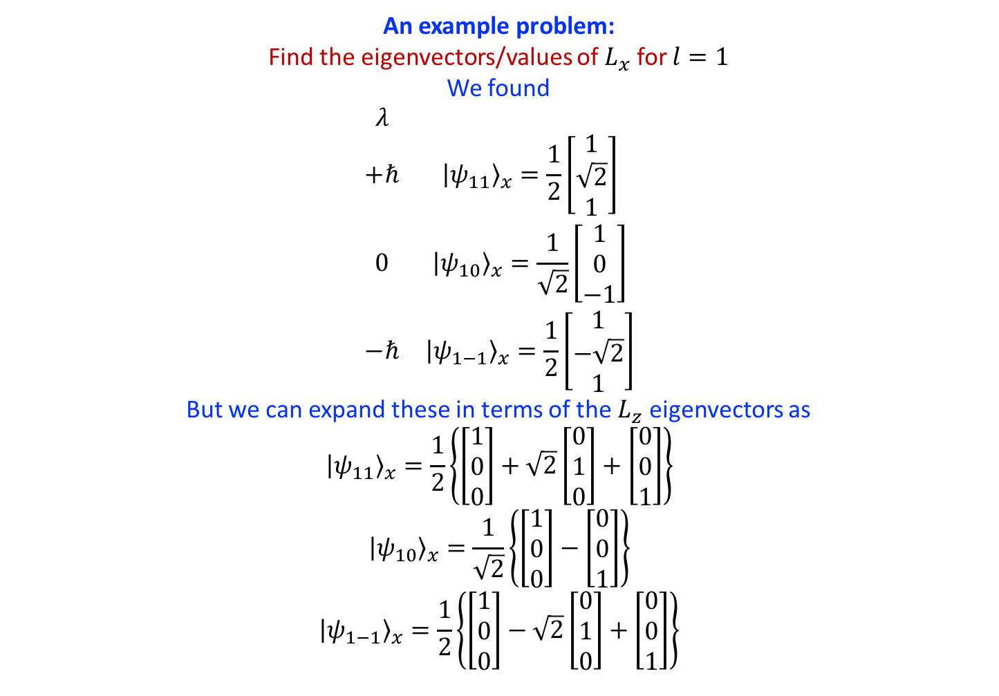 An example problem:
Find the eigenvectors/values of $L_x$ for $l = 1$
We found
$\lambda$
$+\hbar \quad |\psi_{11}\rangle_x = \frac{1}{2}\begin{bmatrix} 1 \\ \sqrt{2} \\ 1 \end{bmatrix}$
$0 \quad |\psi_{10}\rangle_x = \frac{1}{\sqrt{2}}\begin{bmatrix} 1 \\ 0 \\ -1 \end{bmatrix}$
$-\hbar \quad |\psi_{1-1}\rangle_x = \frac{1}{2}\begin{bmatrix} 1 \\ -\sqrt{2} \\ 1 \end{bmatrix}$
But we can expand these in terms of the $L_z$ eigenvectors as
$|\psi_{11}\rangle_x = \frac{1}{2}\left\{\begin{bmatrix} 1 \\ 0 \\ 0 \end{bmatrix} + \sqrt{2}\begin{bmatrix} 0 \\ 1 \\ 0 \end{bmatrix} + \begin{bmatrix} 0 \\ 0 \\ 1 \end{bmatrix}\right\}$
$|\psi_{10}\rangle_x = \frac{1}{\sqrt{2}}\left\{\begin{bmatrix} 1 \\ 0 \\ 0 \end{bmatrix} - \begin{bmatrix} 0 \\ 0 \\ 1 \end{bmatrix}\right\}$
$|\psi_{1-1}\rangle_x = \frac{1}{2}\left\{\begin{bmatrix} 1 \\ 0 \\ 0 \end{bmatrix} - \sqrt{2}\begin{bmatrix} 0 \\ 1 \\ 0 \end{bmatrix} + \begin{bmatrix} 0 \\ 0 \\ 1 \end{bmatrix}\right\}$